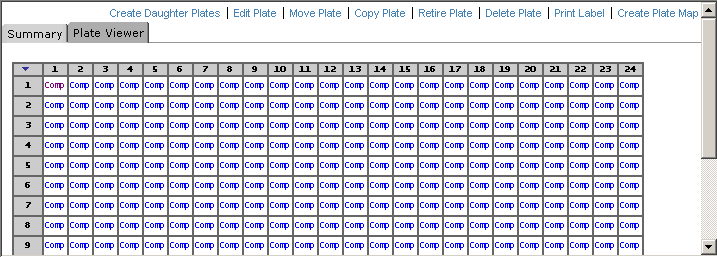 Create Daughter Plates | Edit Plate | Move Plate | Copy Plate | Retire Plate | Delete Plate | Print Label | Create Plate Map
Summary Plate Viewer
1 2 3 4 5 6 7 8 9 10 11 12 13 14 15 16 17 18 19 20 21 22 23 24
1 Comp Comp Comp Comp Comp Comp Comp Comp Comp Comp Comp Comp Comp Comp Comp Comp Comp Comp Comp Comp Comp Comp Comp Comp
2 Comp Comp Comp Comp Comp Comp Comp Comp Comp Comp Comp Comp Comp Comp Comp Comp Comp Comp Comp Comp Comp Comp Comp Comp
3 Comp Comp Comp Comp Comp Comp Comp Comp Comp Comp Comp Comp Comp Comp Comp Comp Comp Comp Comp Comp Comp Comp Comp Comp
4 Comp Comp Comp Comp Comp Comp Comp Comp Comp Comp Comp Comp Comp Comp Comp Comp Comp Comp Comp Comp Comp Comp Comp Comp
5 Comp Comp Comp Comp Comp Comp Comp Comp Comp Comp Comp Comp Comp Comp Comp Comp Comp Comp Comp Comp Comp Comp Comp Comp
6 Comp Comp Comp Comp Comp Comp Comp Comp Comp Comp Comp Comp Comp Comp Comp Comp Comp Comp Comp Comp Comp Comp Comp Comp
7 Comp Comp Comp Comp Comp Comp Comp Comp Comp Comp Comp Comp Comp Comp Comp Comp Comp Comp Comp Comp Comp Comp Comp Comp
8 Comp Comp Comp Comp Comp Comp Comp Comp Comp Comp Comp Comp Comp Comp Comp Comp Comp Comp Comp Comp Comp Comp Comp Comp
9 Comp Comp Comp Comp Comp Comp Comp Comp Comp Comp Comp Comp Comp Comp Comp Comp Comp Comp Comp Comp Comp Comp Comp Comp